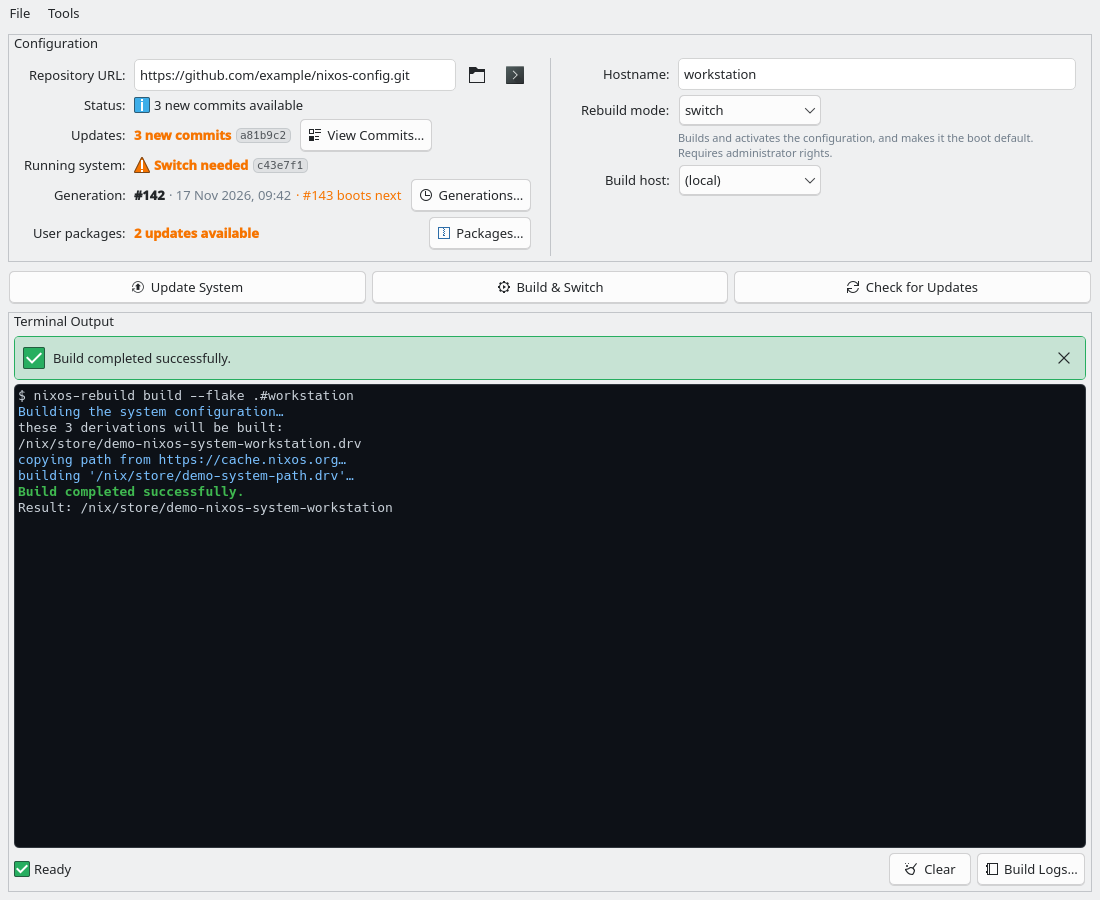 File Tools
Configuration
Repository URL: https://github.com/example/nixos-config.git
Status: 3 new commits available
Updates: 3 new commits a81b9c2 View Commits...
Running system: Switch needed c43e7f1
Generation: #142 · 17 Nov 2026, 09:42 · #143 boots next Generations...
User packages: 2 updates available Packages...
Hostname: workstation
Rebuild mode: switch
Builds and activates the configuration, and makes it the boot default.
Requires administrator rights.
Build host: (local)
Update System Build & Switch Check for Updates
Terminal Output
Build completed successfully.
$ nixos-rebuild build --flake .#workstation
Building the system configuration…
these 3 derivations will be built:
/nix/store/demo-nixos-system-workstation.drv
copying path from https://cache.nixos.org…
building '/nix/store/demo-system-path.drv'…
Build completed successfully.
Result: /nix/store/demo-nixos-system-workstation
Ready Clear Build Logs...